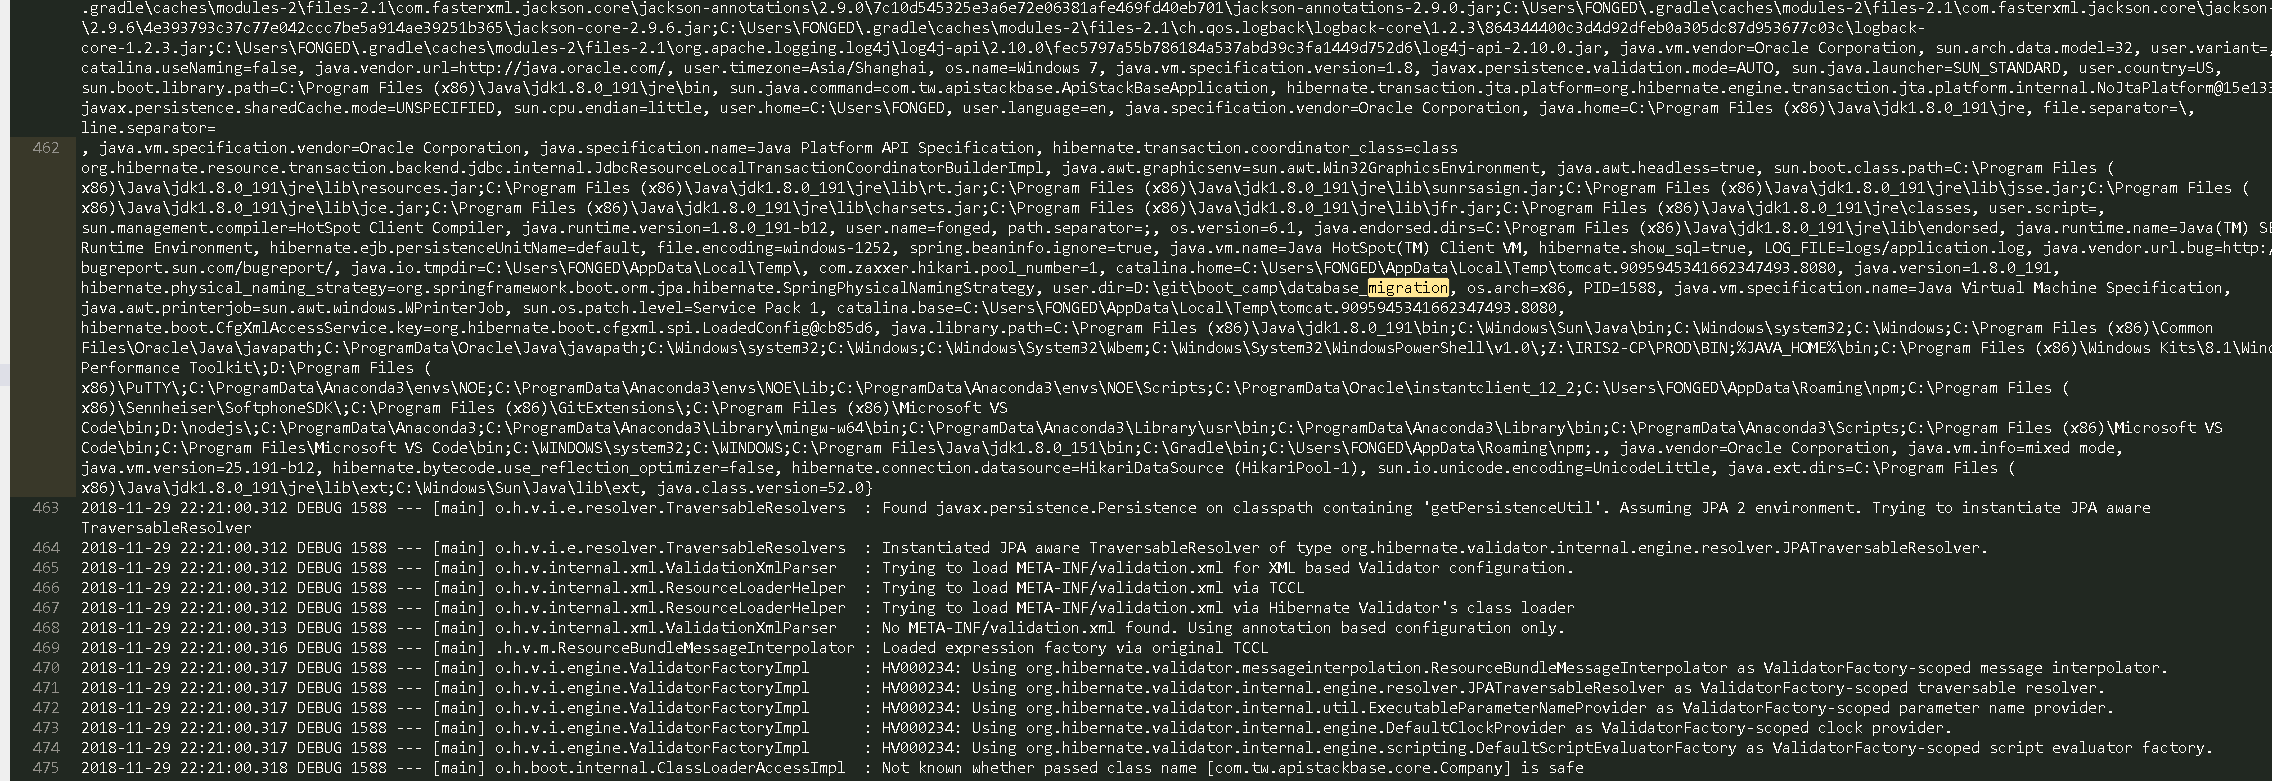 .gradle\caches\modules-2\files-2.1\com.fasterxml.jackson.core\jackson-annotations\2.9.0\7c10d545325e3a6e72e06381afe469fd40eb701\jackson-annotations-2.9.0.jar;C:\Users\FONGED\.gradle\caches\modules-2\files-2.1\com.fasterxml.jackson.core\jackson-
\2.9.6\4e393793c37c77e042ccc7be5a914ae39251b365\jackson-core-2.9.6.jar;C:\Users\FONGED\.gradle\caches\modules-2\files-2.1\ch.qos.logback\logback-core\1.2.3\864344400c3d4d92dfeb0a305dc87d953677c03c\logback-
core-1.2.3.jar;C:\Users\FONGED\.gradle\caches\modules-2\files-2.1\org.apache.logging.log4j\log4j-api\2.10.0\fec5797a55b786184a537abd39c3fa1449d752d6\log4j-api-2.10.0.jar, java.vm.vendor=Oracle Corporation, sun.arch.data.model=32, user.variant=,
catalina.useNaming=false, java.vendor.url=http://java.oracle.com/, user.timezone=Asia/Shanghai, os.name=Windows 7, java.vm.specification.version=1.8, javax.persistence.validation.mode=AUTO, sun.java.launcher=SUN_STANDARD, user.country=US,
sun.boot.library.path=C:\Program Files (x86)\Java\jdk1.8.0_191\jre\bin, sun.java.command=com.tw.apistackbase.ApiStackBaseApplication, hibernate.transaction.jta.platform=org.hibernate.engine.transaction.jta.platform.internal.NoJtaPlatform@15e133
javax.persistence.sharedCache.mode=UNSPECIFIED, sun.cpu.endian=little, user.home=C:\Users\FONGED, user.language=en, java.specification.vendor=Oracle Corporation, java.home=C:\Program Files (x86)\Java\jdk1.8.0_191\jre, file.separator=\,
line.separator=
462 , java.vm.specification.vendor=Oracle Corporation, java.specification.name=Java Platform API Specification, hibernate.transaction.coordinator_class=class
org.hibernate.resource.transaction.backend.jdbc.internal.JdbcResourceLocalTransactionCoordinatorBuilderImpl, java.awt.graphicsenv=sun.awt.Win32GraphicsEnvironment, java.awt.headless=true, sun.boot.class.path=C:\Program Files (
x86)\Java\jdk1.8.0_191\jre\lib\resources.jar;C:\Program Files (x86)\Java\jdk1.8.0_191\jre\lib\rt.jar;C:\Program Files (x86)\Java\jdk1.8.0_191\jre\lib\sunrsasign.jar;C:\Program Files (x86)\Java\jdk1.8.0_191\jre\lib\jsse.jar;C:\Program Files (
x86)\Java\jdk1.8.0_191\jre\lib\jce.jar;C:\Program Files (x86)\Java\jdk1.8.0_191\jre\lib\charsets.jar;C:\Program Files (x86)\Java\jdk1.8.0_191\jre\lib\jfr.jar;C:\Program Files (x86)\Java\jdk1.8.0_191\jre\classes, user.script=,
sun.management.compiler=HotSpot Client Compiler, java.runtime.version=1.8.0_191-b12, user.name=fonged, path.separator=;, os.version=6.1, java.endorsed.dirs=C:\Program Files (x86)\Java\jdk1.8.0_191\jre\lib\endorsed, java.runtime.name=Java(TM) SE
Runtime Environment, hibernate.ejb.persistenceUnitName=default, file.encoding=windows-1252, spring.beaninfo.ignore=true, java.vm.name=Java HotSpot(TM) Client VM, hibernate.show_sql=true, LOG_FILE=logs/application.log, java.vendor.url.bug=http:/
bugreport.sun.com/bugreport/, java.io.tmpdir=C:\Users\FONGED\AppData\Local\Temp\, com.zaxxer.hikari.pool_number=1, catalina.home=C:\Users\FONGED\AppData\Local\Temp\tomcat.9095945341662347493.8080, java.version=1.8.0_191,
hibernate.physical_naming_strategy=org.springframework.boot.orm.jpa.hibernate.SpringPhysicalNamingStrategy, user.dir=D:\git\boot_camp\database_migration, os.arch=x86, PID=1588, java.vm.specification.name=Java Virtual Machine Specification,
java.awt.printerjob=sun.awt.windows.WPrinterJob, sun.os.patch.level=Service Pack 1, catalina.base=C:\Users\FONGED\AppData\Local\Temp\tomcat.9095945341662347493.8080,
hibernate.boot.CfgXmlAccessService.key=org.hibernate.boot.cfgxml.spi.LoadedConfig@cb85d6, java.library.path=C:\Program Files (x86)\Java\jdk1.8.0_191\bin;C:\Windows\Sun\Java\bin;C:\Windows\system32;C:\Windows;C:\Program Files (x86)\Common
Files\Oracle\Java\javapath;C:\ProgramData\Oracle\Java\javapath;C:\Windows\system32;C:\Windows;C:\Windows\System32\Wbem;C:\Windows\System32\WindowsPowerShell\v1.0\;Z:\IRIS2-CP\PROD\BIN;%JAVA_HOME%\bin;C:\Program Files (x86)\Windows Kits\8.1\Wind
Performance Toolkit\;D:\Program Files (
x86)\PuTTY\;C:\ProgramData\Anaconda3\envs\NOE;C:\ProgramData\Anaconda3\envs\NOE\Lib;C:\ProgramData\Anaconda3\envs\NOE\Scripts;C:\ProgramData\Oracle\instantclient_12_2;C:\Users\FONGED\AppData\Roaming\npm;C:\Program Files (
x86)\Sennheiser\SoftphoneSDK\;C:\Program Files (x86)\GitExtensions\;C:\Program Files (x86)\Microsoft VS
Code\bin;D:\nodejs\;C:\ProgramData\Anaconda3;C:\ProgramData\Anaconda3\Library\mingw-w64\bin;C:\ProgramData\Anaconda3\Library\usr\bin;C:\ProgramData\Anaconda3\Library\bin;C:\ProgramData\Anaconda3\Scripts;C:\Program Files (x86)\Microsoft VS
Code\bin;C:\Program Files\Microsoft VS Code\bin;C:\WINDOWS\system32;C:\WINDOWS;C:\Program Files\Java\jdk1.8.0_151\bin;C:\Gradle\bin;C:\Users\FONGED\AppData\Roaming\npm;., java.vendor=Oracle Corporation, java.vm.info=mixed mode,
java.vm.version=25.191-b12, hibernate.bytecode.use_reflection_optimizer=false, hibernate.connection.datasource=HikariDataSource (HikariPool-1), sun.io.unicode.encoding=UnicodeLittle, java.ext.dirs=C:\Program Files (
x86)\Java\jdk1.8.0_191\jre\lib\ext;C:\Windows\Sun\Java\lib\ext, java.class.version=52.0}
463 2018-11-29 22:21:00.312 DEBUG 1588 --- [main] o.h.v.i.e.resolver.TraversableResolvers : Found javax.persistence.Persistence on classpath containing 'getPersistenceUtil'. Assuming JPA 2 environment. Trying to instantiate JPA aware
TraversableResolver
464 2018-11-29 22:21:00.312 DEBUG 1588 --- [main] o.h.v.i.e.resolver.TraversableResolvers : Instantiated JPA aware TraversableResolver of type org.hibernate.validator.internal.engine.resolver.JPATraversableResolver.
465 2018-11-29 22:21:00.312 DEBUG 1588 --- [main] o.h.v.internal.xml.ValidationXmlParser : Trying to load META-INF/validation.xml for XML based Validator configuration.
466 2018-11-29 22:21:00.312 DEBUG 1588 --- [main] o.h.v.internal.xml.ResourceLoaderHelper : Trying to load META-INF/validation.xml via TCCL
467 2018-11-29 22:21:00.312 DEBUG 1588 --- [main] o.h.v.internal.xml.ResourceLoaderHelper : Trying to load META-INF/validation.xml via Hibernate Validator's class loader
468 2018-11-29 22:21:00.313 DEBUG 1588 --- [main] o.h.v.internal.xml.ValidationXmlParser : No META-INF/validation.xml found. Using annotation based configuration only.
469 2018-11-29 22:21:00.316 DEBUG 1588 --- [main] .h.v.m.ResourceBundleMessageInterpolator : Loaded expression factory via original TCCL
470 2018-11-29 22:21:00.317 DEBUG 1588 --- [main] o.h.v.i.engine.ValidatorFactoryImpl : HV000234: Using org.hibernate.validator.messageinterpolation.ResourceBundleMessageInterpolator as ValidatorFactory-scoped message interpolator.
471 2018-11-29 22:21:00.317 DEBUG 1588 --- [main] o.h.v.i.engine.ValidatorFactoryImpl : HV000234: Using org.hibernate.validator.internal.engine.resolver.JPATraversableResolver as ValidatorFactory-scoped traversable resolver.
472 2018-11-29 22:21:00.317 DEBUG 1588 --- [main] o.h.v.i.engine.ValidatorFactoryImpl : HV000234: Using org.hibernate.validator.internal.util.ExecutableParameterNameProvider as ValidatorFactory-scoped parameter name provider.
473 2018-11-29 22:21:00.317 DEBUG 1588 --- [main] o.h.v.i.engine.ValidatorFactoryImpl : HV000234: Using org.hibernate.validator.internal.engine.DefaultClockProvider as ValidatorFactory-scoped clock provider.
474 2018-11-29 22:21:00.317 DEBUG 1588 --- [main] o.h.v.i.engine.ValidatorFactoryImpl : HV000234: Using org.hibernate.validator.internal.engine.scripting.DefaultScriptEvaluatorFactory as ValidatorFactory-scoped script evaluator factory.
475 2018-11-29 22:21:00.318 DEBUG 1588 --- [main] o.h.boot.internal.ClassLoaderAccessImpl : Not known whether passed class name [com.tw.apistackbase.core.Company] is safe